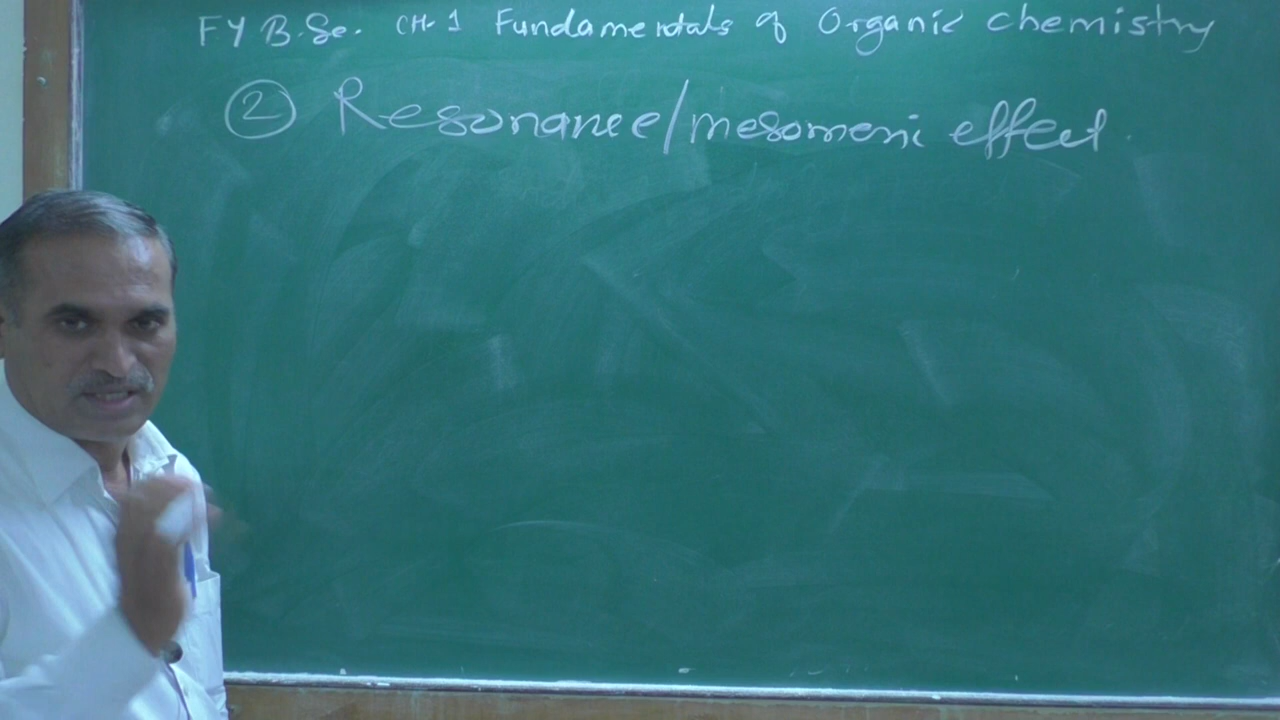 FY B.Sc. CH-1 Fundamentals of Organic chemistry
② Resonance/mesomeric effect.